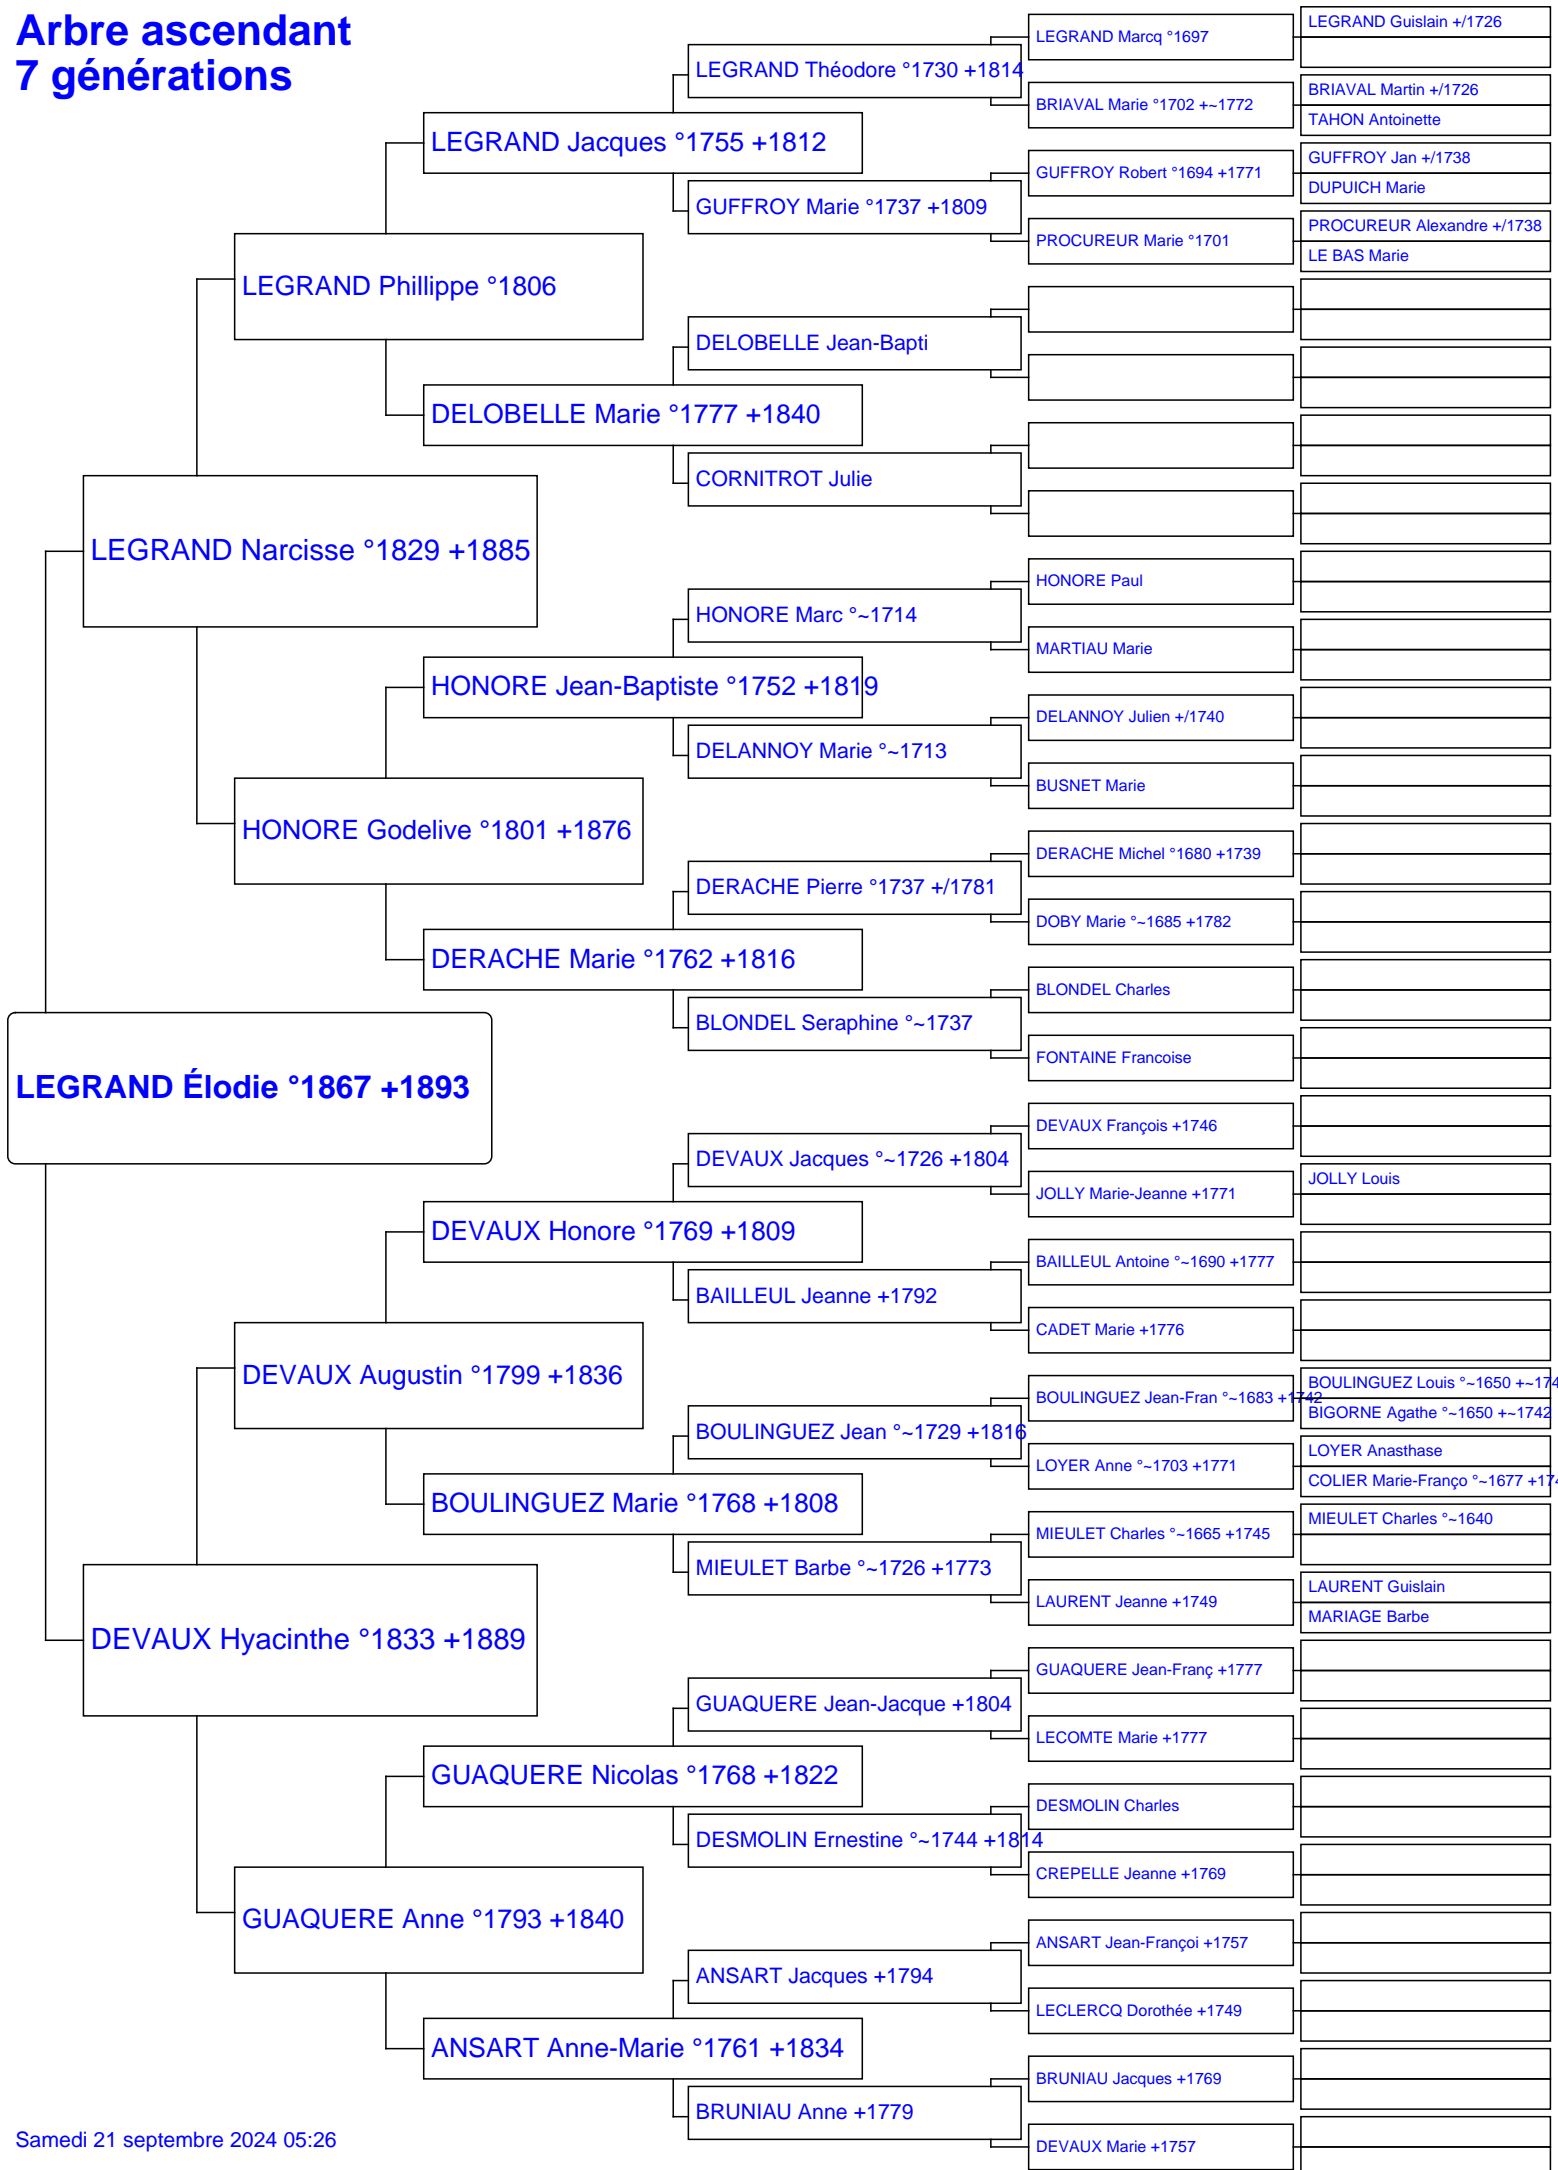 Arbre ascendant
7 générations
LEGRAND Élodie °1867 +1893
LEGRAND Narcisse °1829 +1885
DEVAUX Hyacinthe °1833 +1889
LEGRAND Phillippe °1806
HONORE Godelive °1801 +1876
DEVAUX Augustin °1799 +1836
GUAQUERE Anne °1793 +1840
LEGRAND Jacques °1755 +1812
DELOBELLE Marie °1777 +1840
HONORE Jean-Baptiste °1752 +1819
DERACHE Marie °1762 +1816
DEVAUX Honore °1769 +1809
BOULINGUEZ Marie °1768 +1808
GUAQUERE Nicolas °1768 +1822
ANSART Anne-Marie °1761 +1834
LEGRAND Théodore °1730 +1814
GUFFROY Marie °1737 +1809
DELOBELLE Jean-Bapti
CORNITROT Julie
HONORE Marc °~1714
DELANNOY Marie °~1713
DERACHE Pierre °1737 +/1781
BLONDEL Seraphine °~1737
DEVAUX Jacques °~1726 +1804
BAILLEUL Jeanne +1792
BOULINGUEZ Jean °~1729 +1816
MIEULET Barbe °~1726 +1773
GUAQUERE Jean-Jacque +1804
DESMOLIN Ernestine °~1744 +1814
ANSART Jacques +1794
BRUNIAU Anne +1779
LEGRAND Marcq °1697
BRIAVAL Marie °1702 +~1772
GUFFROY Robert °1694 +1771
PROCUREUR Marie °1701
HONORE Paul
MARTIAU Marie
DELANNOY Julien +/1740
BUSNET Marie
DERACHE Michel °1680 +1739
DOBY Marie °~1685 +1782
BLONDEL Charles
FONTAINE Francoise
DEVAUX François +1746
JOLLY Marie-Jeanne +1771
BAILLEUL Antoine °~1690 +1777
CADET Marie +1776
BOULINGUEZ Jean-Fran °~1683 +1742
LOYER Anne °~1703 +1771
MIEULET Charles °~1665 +1745
LAURENT Jeanne +1749
GUAQUERE Jean-Franç +1777
LECOMTE Marie +1777
DESMOLIN Charles
CREPELLE Jeanne +1769
ANSART Jean-Françoi +1757
LECLERCQ Dorothée +1749
BRUNIAU Jacques +1769
DEVAUX Marie +1757
LEGRAND Guislain +/1726
BRIAVAL Martin +/1726
TAHON Antoinette
GUFFROY Jan +/1738
DUPUICH Marie
PROCUREUR Alexandre +/1738
LE BAS Marie
JOLLY Louis
BOULINGUEZ Louis °~1650 +~174
BIGORNE Agathe °~1650 +~1742
LOYER Anasthase
COLIER Marie-Franço °~1677 +174
MIEULET Charles °~1640
LAURENT Guislain
MARIAGE Barbe
Samedi 21 septembre 2024 05:26